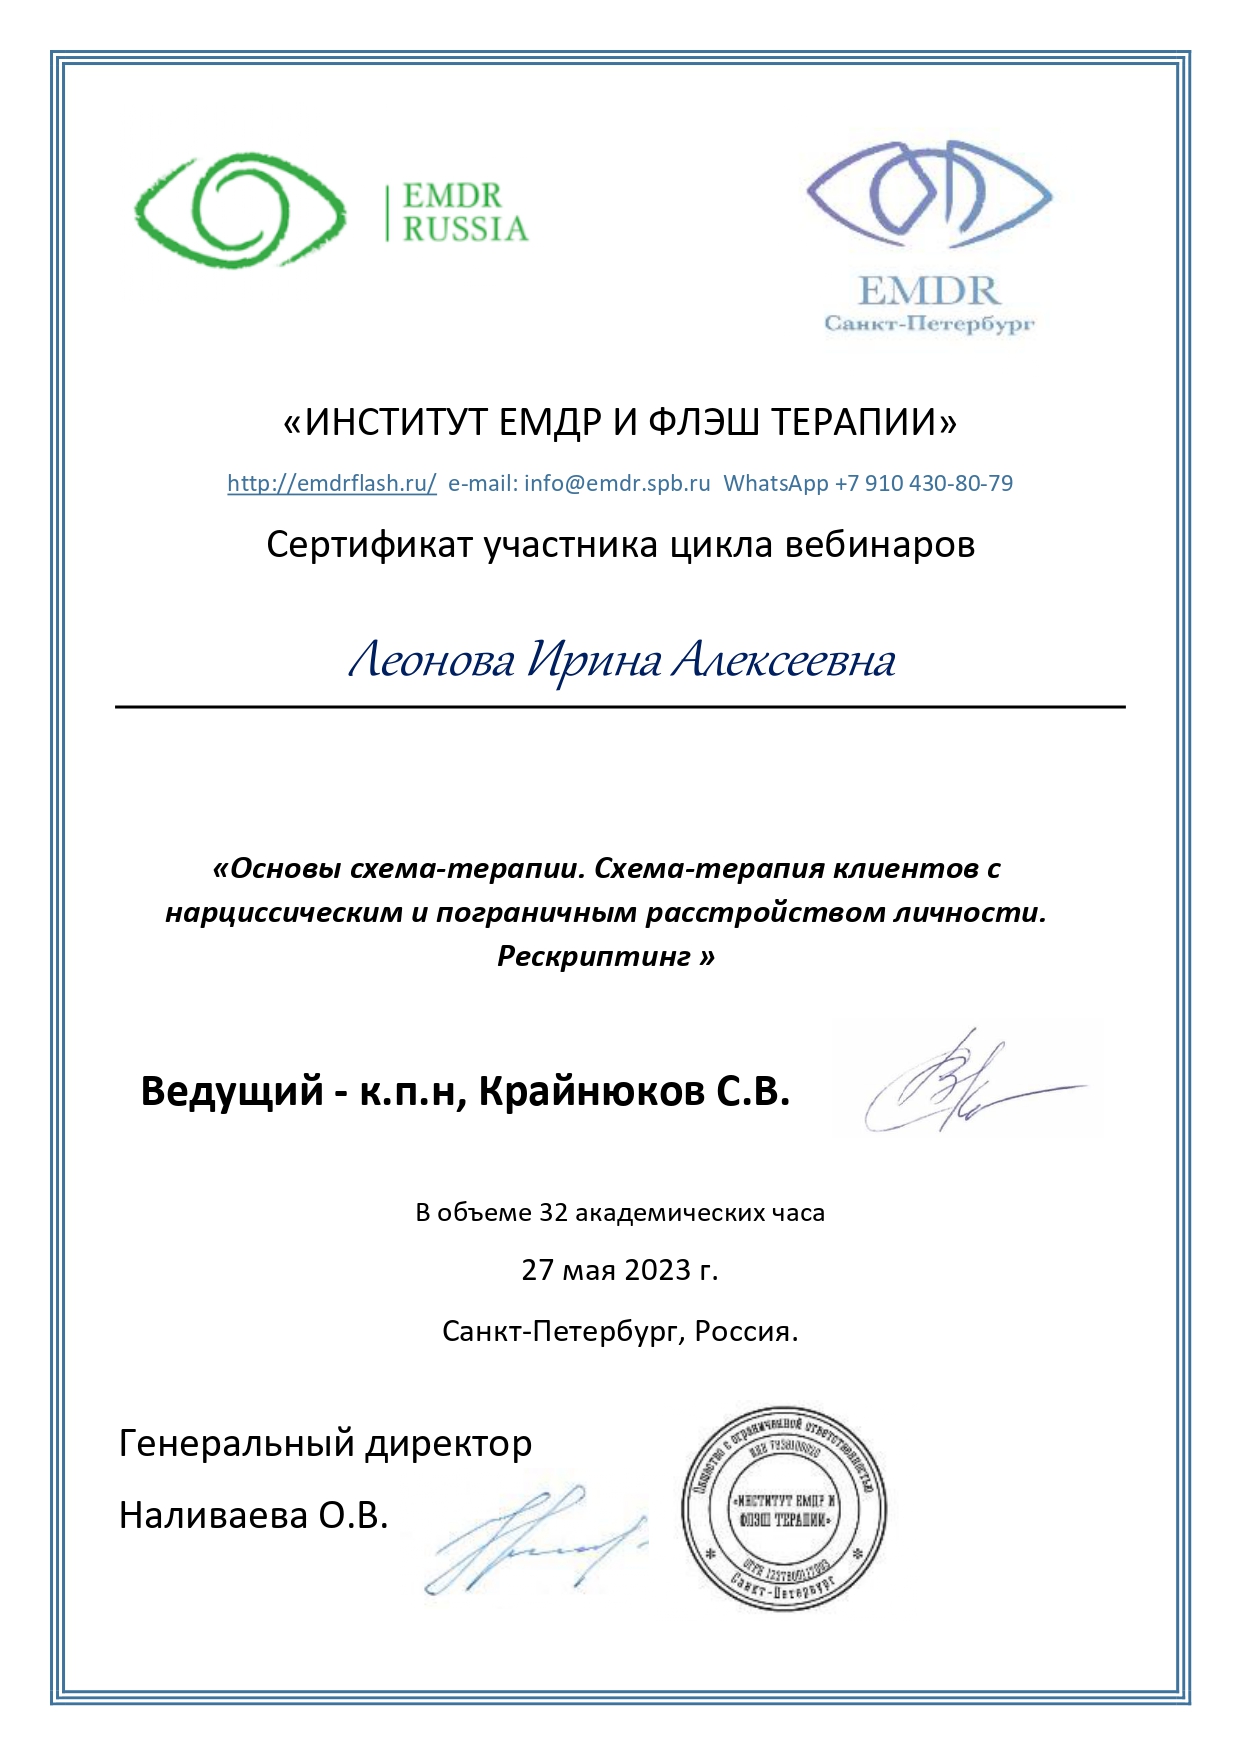 EMDR
RUSSIA
EMDR
Санкт-Петербург
«ИНСТИТУТ ЕМДР И ФЛЭШ ТЕРАПИИ»
http://emdrflash.ru/ e-mail: info@emdr.spb.ru WhatsApp +7 910 430-80-79
Сертификат участника цикла вебинаров
Леонова Ирина Алексеевна
«Основы схема-терапии. Схема-терапия клиентов с
нарциссическим и пограничным расстройством личности.
Рескриптинг »
Ведущий - к.п.н, Крайнюков С.В.
В объеме 32 академических часа
27 мая 2023 г.
Санкт-Петербург, Россия.
Генеральный директор
Наливаева О.В.
Общество с ограниченной ответственностью
ИНН
«ИНСТИТУТ ЕМДР И
ФЛЭШ ТЕРАПИИ»
ОГРН
Санкт-Петербург